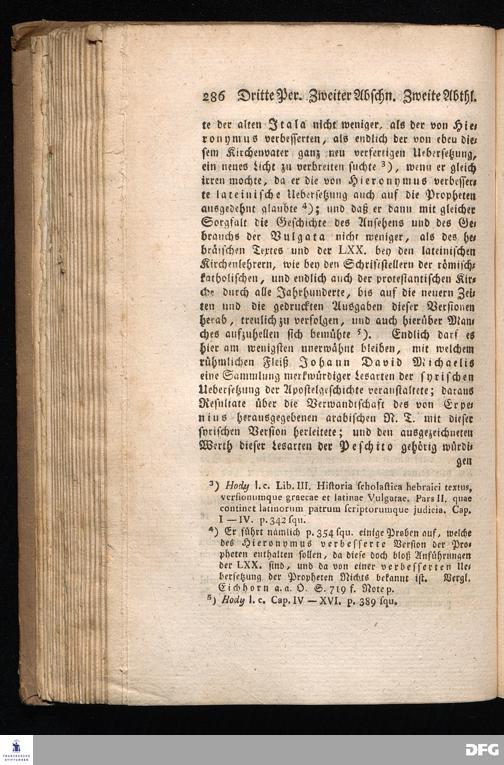 286 Dritte Per. Zweiter Abschn. Zweite Abthl.
te der alten Itala nicht weniger, als der von Hie-
ronymus verbesserten, als endlich der von eben die-
sem Kirchenvater ganz neu verfertigen Uebersetzung,
ein neues Licht zu verbreiten suchte ³), wenn er gleich
irren mochte, da er die von Hieronymus verbesser-
te lateinische Uebersetzung auch auf die Propheten
ausgedehnt glaubte ⁴); und daß er dann mit gleicher
Sorgfalt die Geschichte des Ansehens und des Ge-
brauchs der Vulgata nicht weniger, als des he-
bräischen Textes und der LXX. bey den lateinischen
Kirchenlehrern, wie bey den Schriftstellern der römisch-
katholischen, und endlich auch der protestantischen Kir-
che durch alle Jahrhunderte, bis auf die neuern Zei-
ten und die gedruckten Ausgaben dieser Versionen
herab, treulich zu verfolgen, und auch hierüber Man-
ches aufzuhellen sich bemühte ⁵). Endlich darf es
hier am wenigsten unerwähnt bleiben, mit welchem
rühmlichen Fleiß Johann David Michaelis
eine Sammlung merkwürdiger Lesarten der syrischen
Uebersetzung der Apostelgeschichte veranstaltete; daraus
Resultate über die Verwandtschaft des von Erpe-
nius herausgegebenen arabischen N. T. mit dieser
syrischen Version herleitete; und den ausgezeichneten
Werth dieser Lesarten der Peschito gehörig würdi-
gen
³) Hody l. c. Lib. III. Historia scholastica hebraici textus,
versionumque graecae et latinae Vulgatae. Pars II. quae
continet latinorum patrum scriptorumque judicia. Cap.
I — IV. p. 342 squ.
⁴) Er führt nämlich p. 354 squ. einige Proben auf, welche
des Hieronymus verbesserte Version der Pro-
pheten enthalten sollen, da diese doch bloß Anführungen
der LXX. sind, und da von einer verbesserten Ue-
bersetzung der Propheten Nichts bekannt ist. Vergl.
Eichhorn a. a. O. S. 719 f. Note p.
⁵) Hody l. c. Cap. IV — XVI. p. 389 squ.
FRANCKESCHE
STIFTUNGEN
DFG